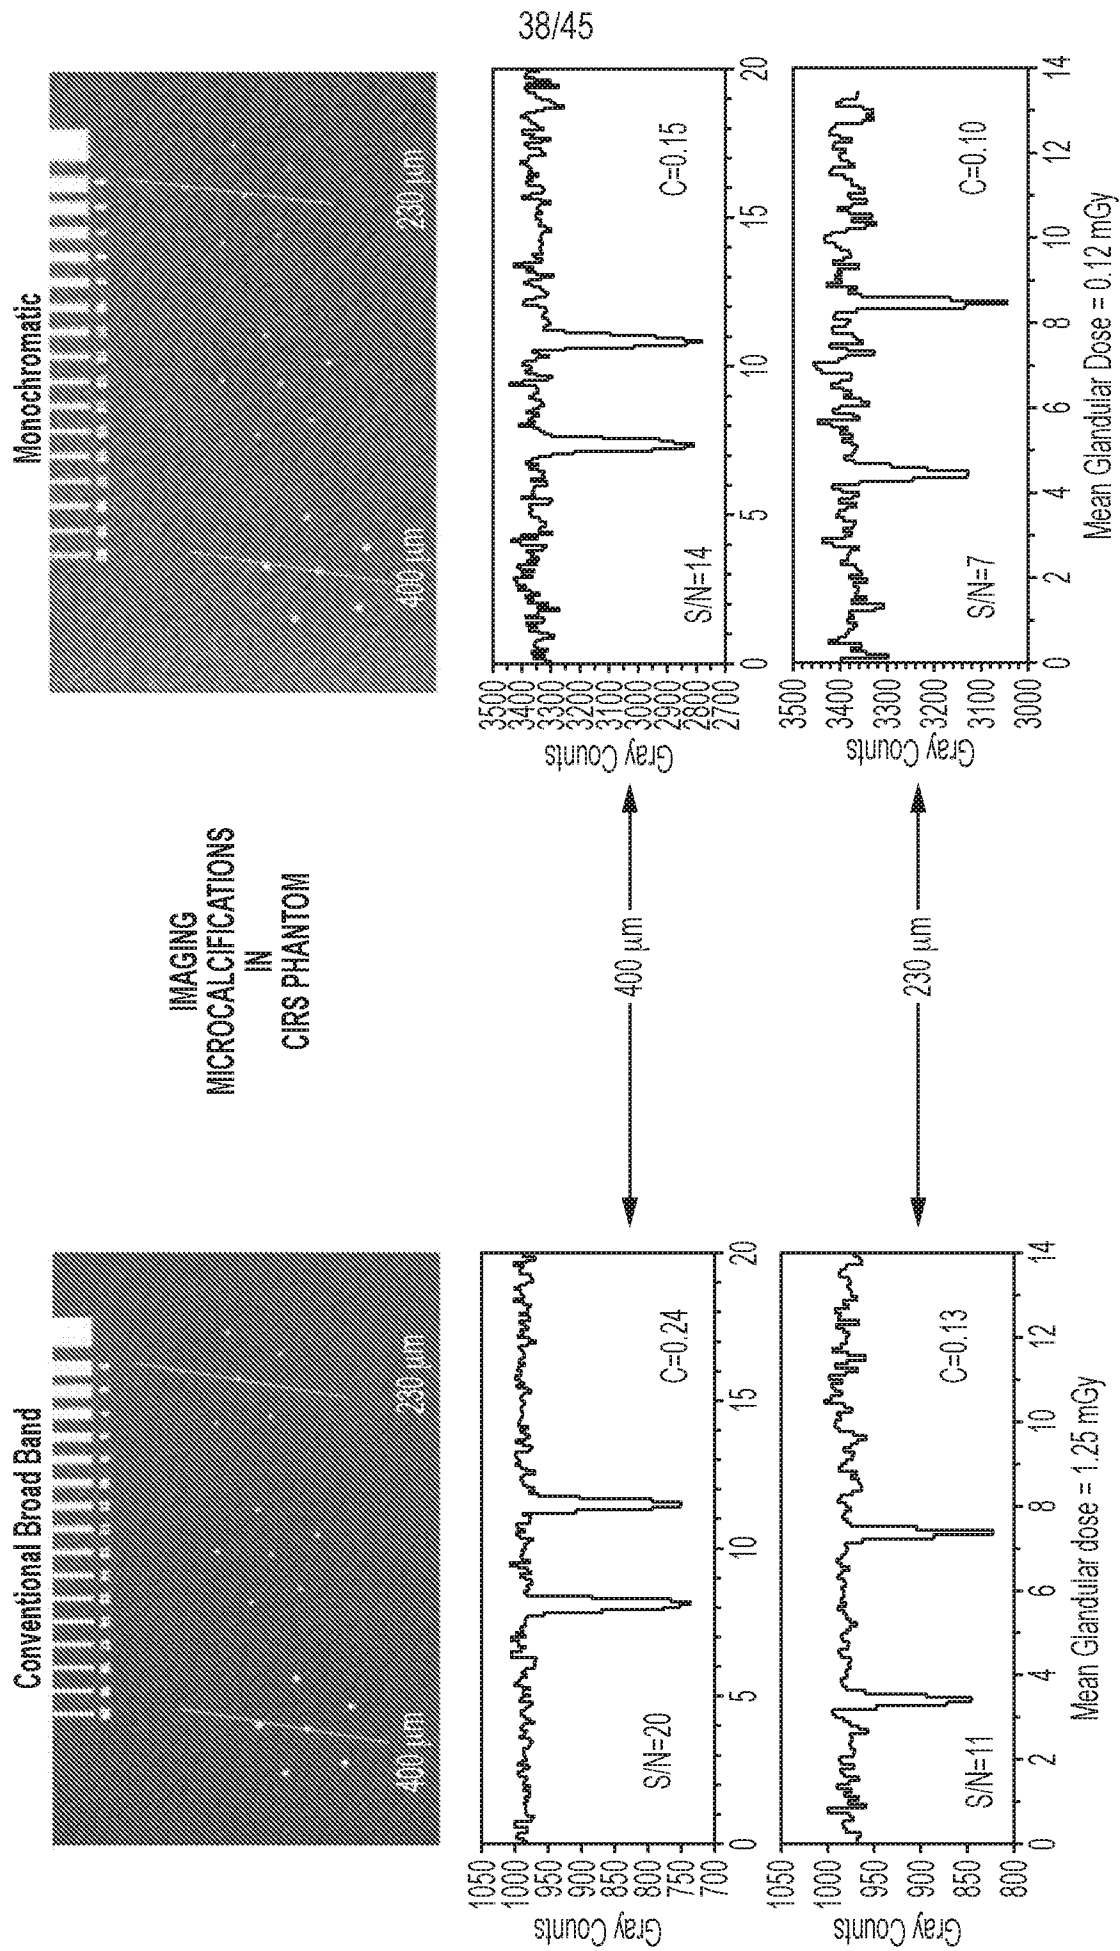 38/45
IMAGING
MICROCALCIFICATIONS
IN
CIRS PHANTOM
Conventional Broad Band
400 µm
230 µm
Gray Counts
1050
1000
950
900
850
800
750
700
S/N=20
C=0.24
0
5
10
15
20
Gray Counts
1050
1000
950
900
850
800
S/N=11
C=0.13
0
2
4
6
8
10
12
14
Mean Glandular dose = 1.25 mGy
400 µm
230 µm
Monochromatic
400 µm
230 µm
Gray Counts
3500
3400
3300
3200
3100
3000
2900
2800
2700
S/N=14
C=0.15
0
5
10
15
20
Gray Counts
3500
3400
3300
3200
3100
3000
S/N=7
C=0.10
0
2
4
6
8
10
12
14
Mean Glandular Dose = 0.12 mGy